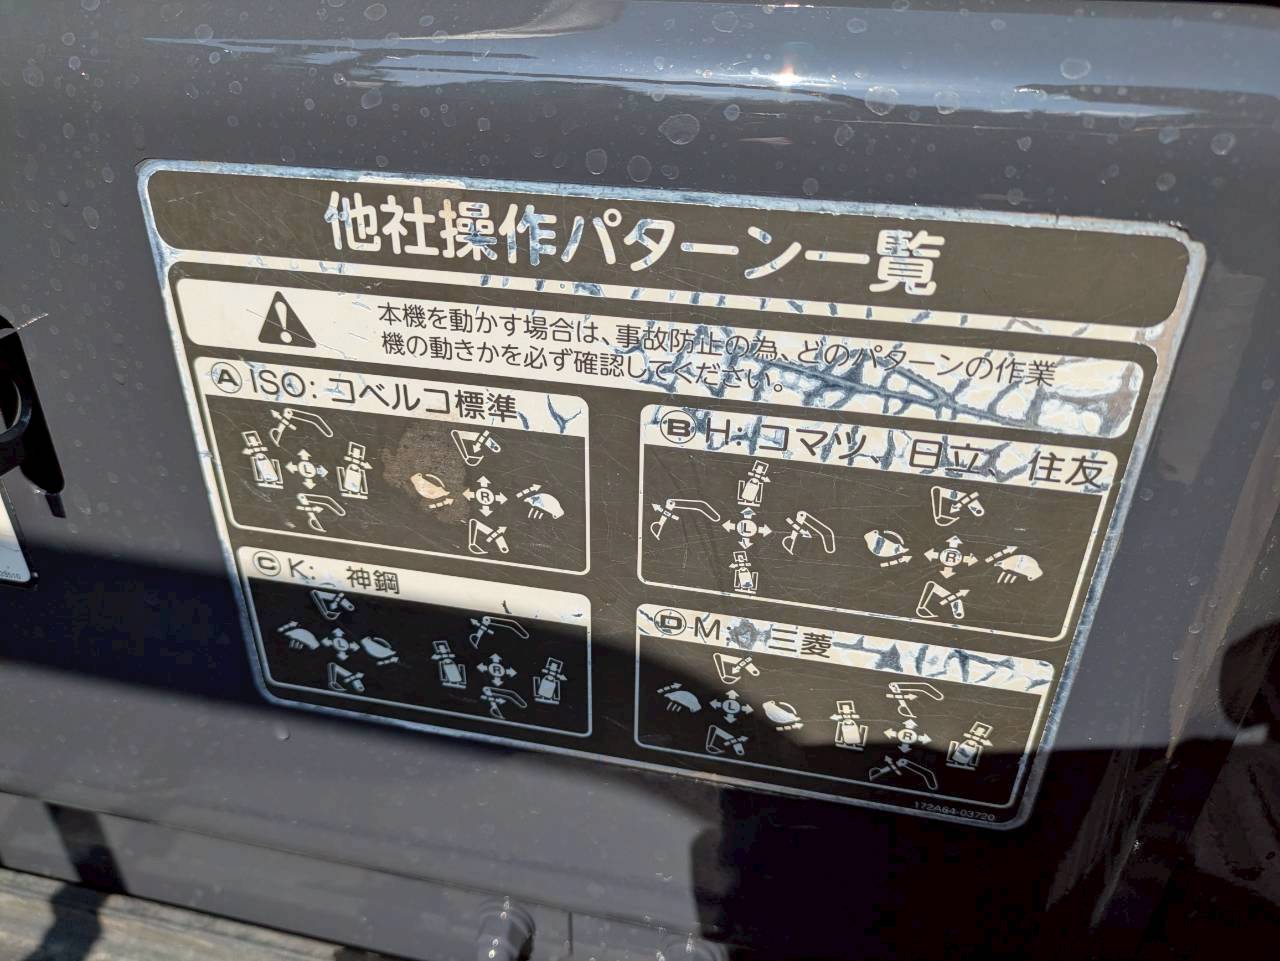 他社操作パターン一覧
本機を動かす場合は、事故防止の為、どのパターンの作業
機の動きかを必ず確認してください。
Ⓐ ISO: コベルコ標準
L
R
Ⓑ H: コマツ、日立、住友
L
R
Ⓒ K: 神鋼
L
R
Ⓓ M: 三菱
L
R
172A64-03720